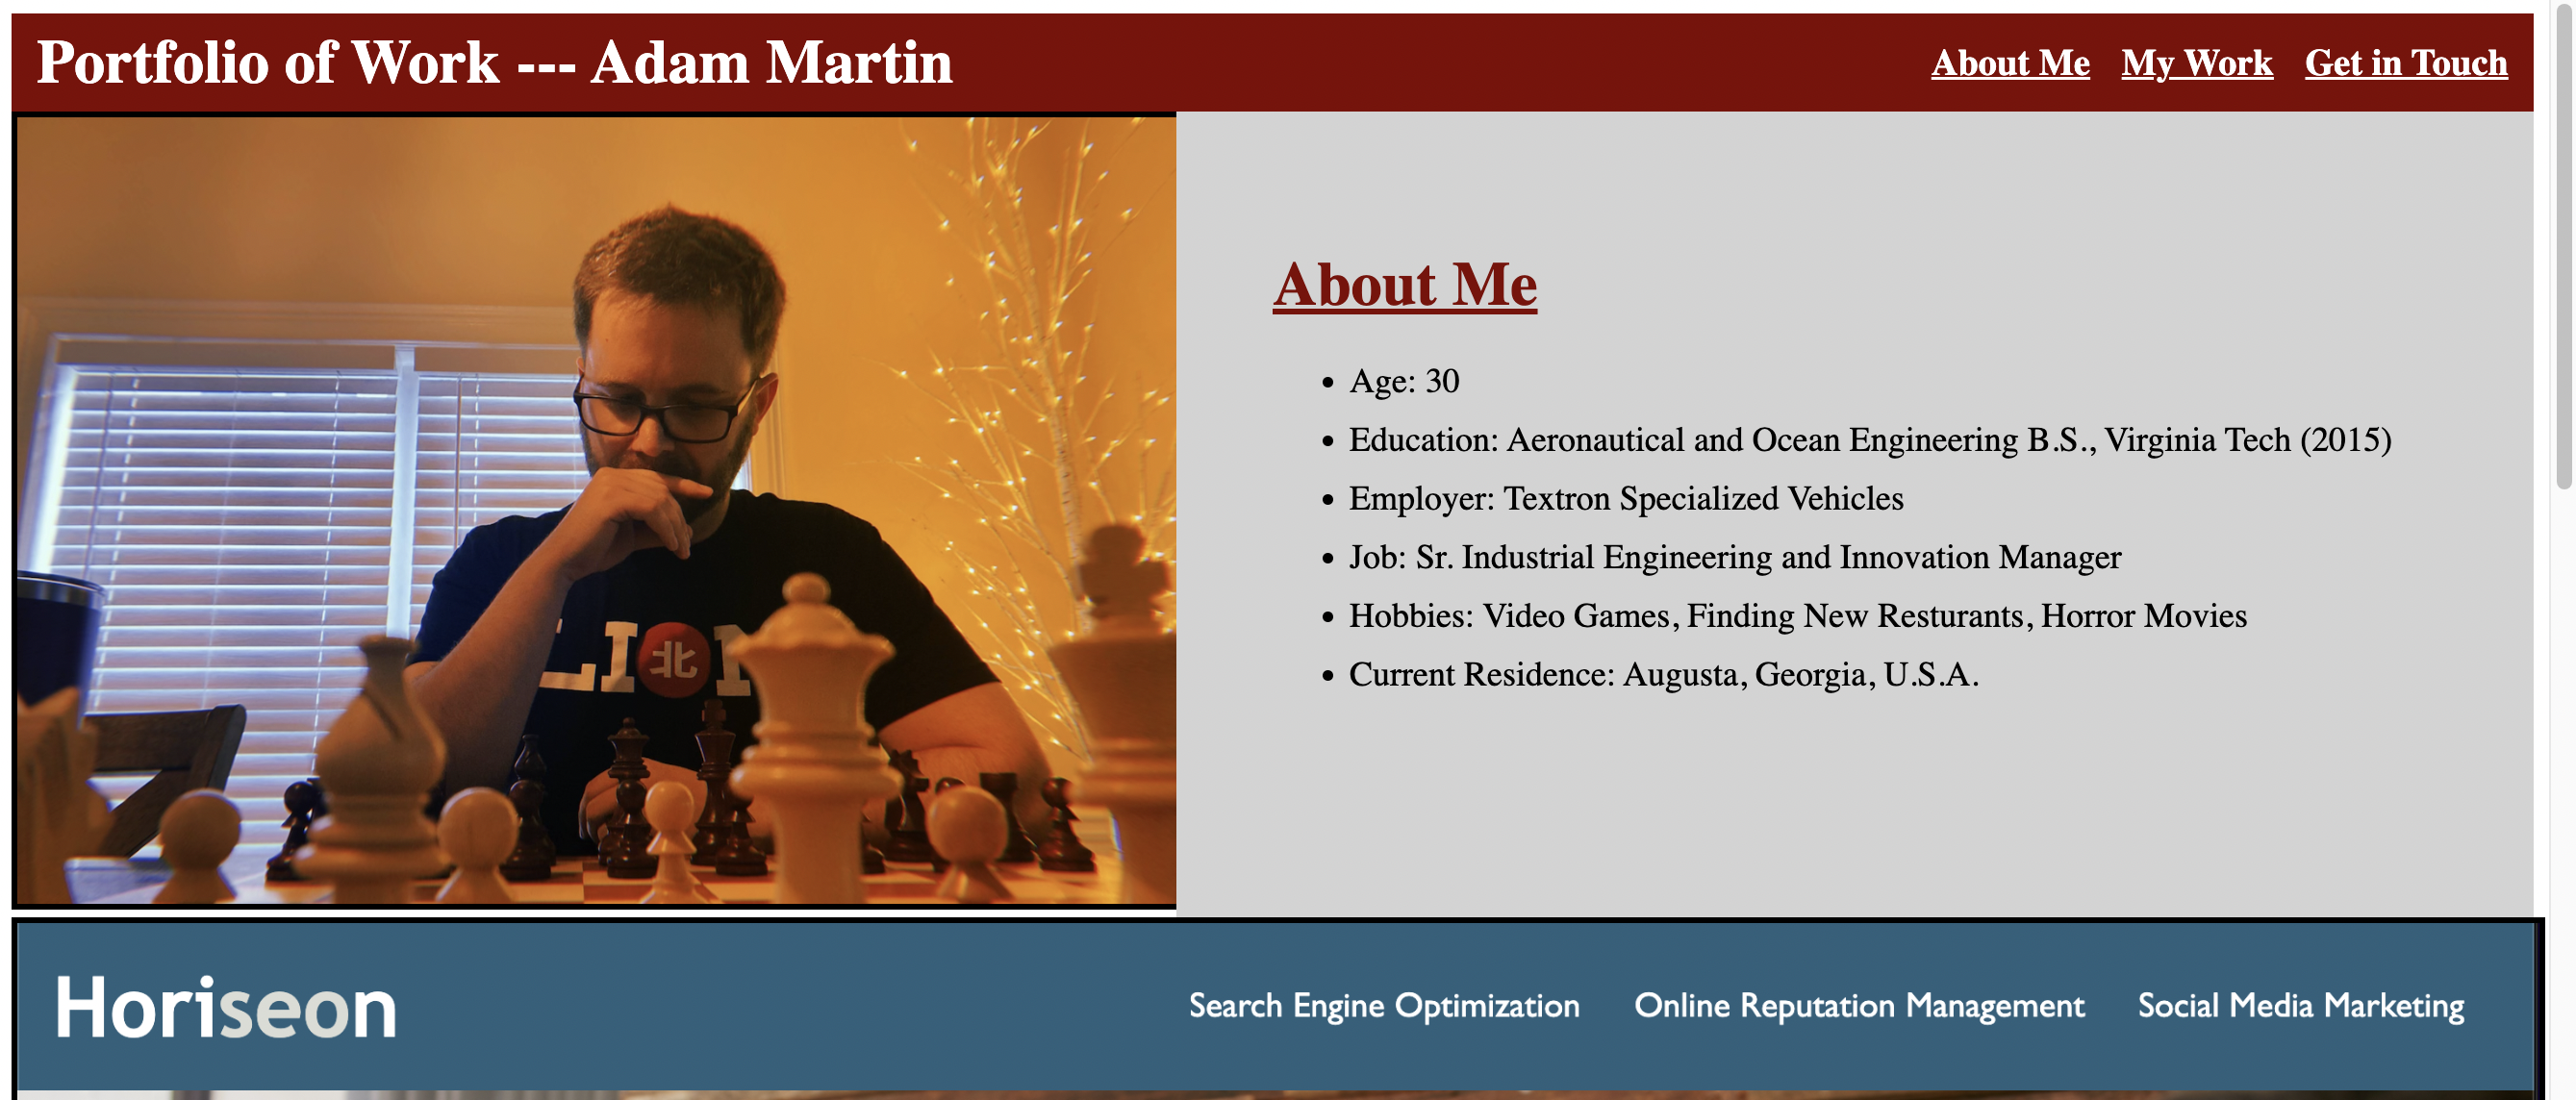 Portfolio of Work --- Adam Martin
About Me My Work Get in Touch
About Me
• Age: 30
• Education: Aeronautical and Ocean Engineering B.S., Virginia Tech (2015)
• Employer: Textron Specialized Vehicles
• Job: Sr. Industrial Engineering and Innovation Manager
• Hobbies: Video Games, Finding New Resturants, Horror Movies
• Current Residence: Augusta, Georgia, U.S.A.
LI北
Horiseon
Search Engine Optimization Online Reputation Management Social Media Marketing